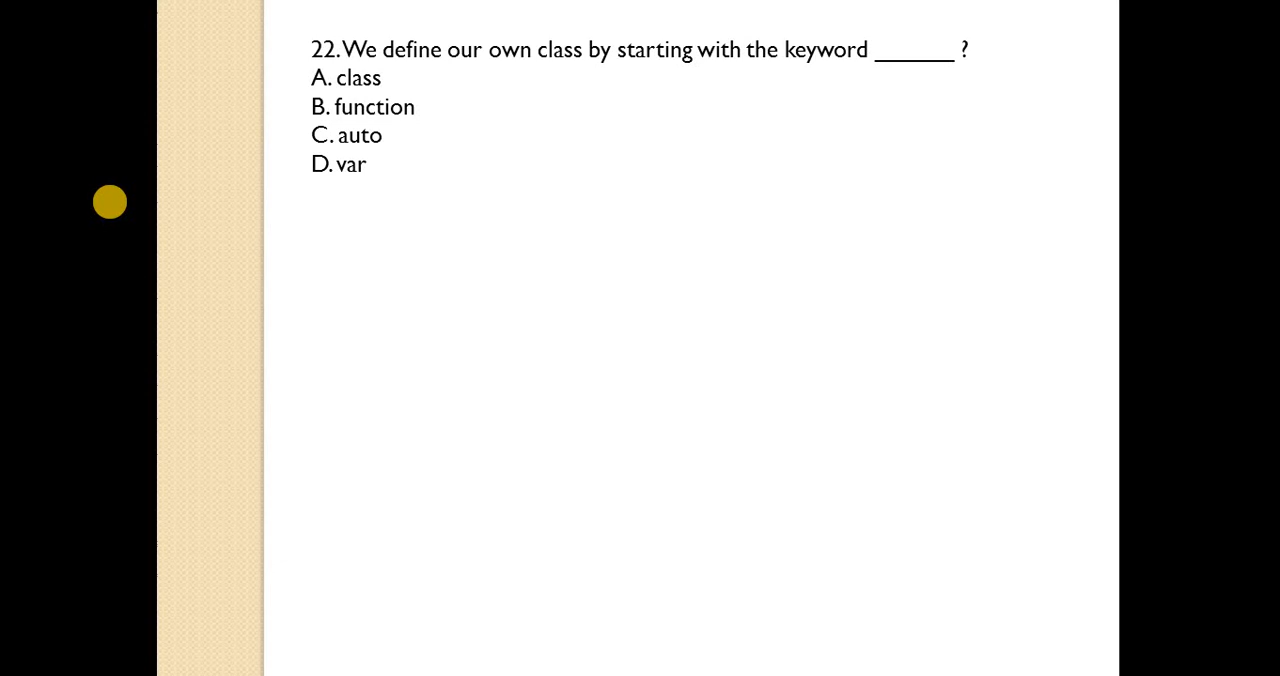 22. We define our own class by starting with the keyword _______ ?
A. class
B. function
C. auto
D. var